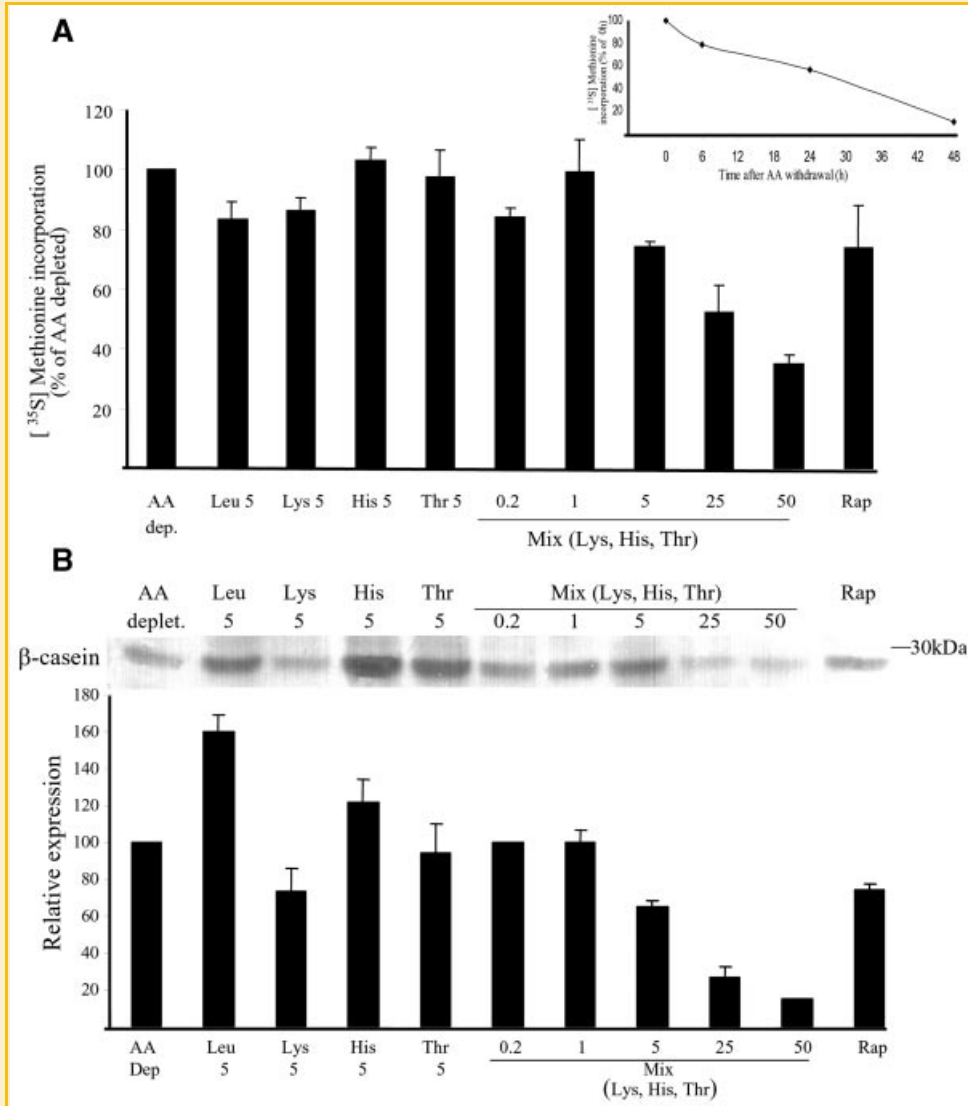 A
[ ³⁵S] Methionine incorporation
(% of AA depleted)
120
100
80
60
40
20
[ ³⁵S] Methionine
incorporation (% of 0h)
100
80
60
40
20
0 6 12 18 24 30 36 42 48
Time after AA withdrawal (h)
AA Leu 5 Lys 5 His 5 Thr 5 0.2 1 5 25 50 Rap
dep.
Mix (Lys, His, Thr)
B
AA Leu Lys His Thr Mix (Lys, His, Thr) Rap
deplet. 5 5 5 5 0.2 1 5 25 50
β-casein
—30kDa
Relative expression
180
160
140
120
100
80
60
40
20
AA Leu Lys His Thr 0.2 1 5 25 50 Rap
Dep 5 5 5 5 Mix
(Lys, His, Thr)